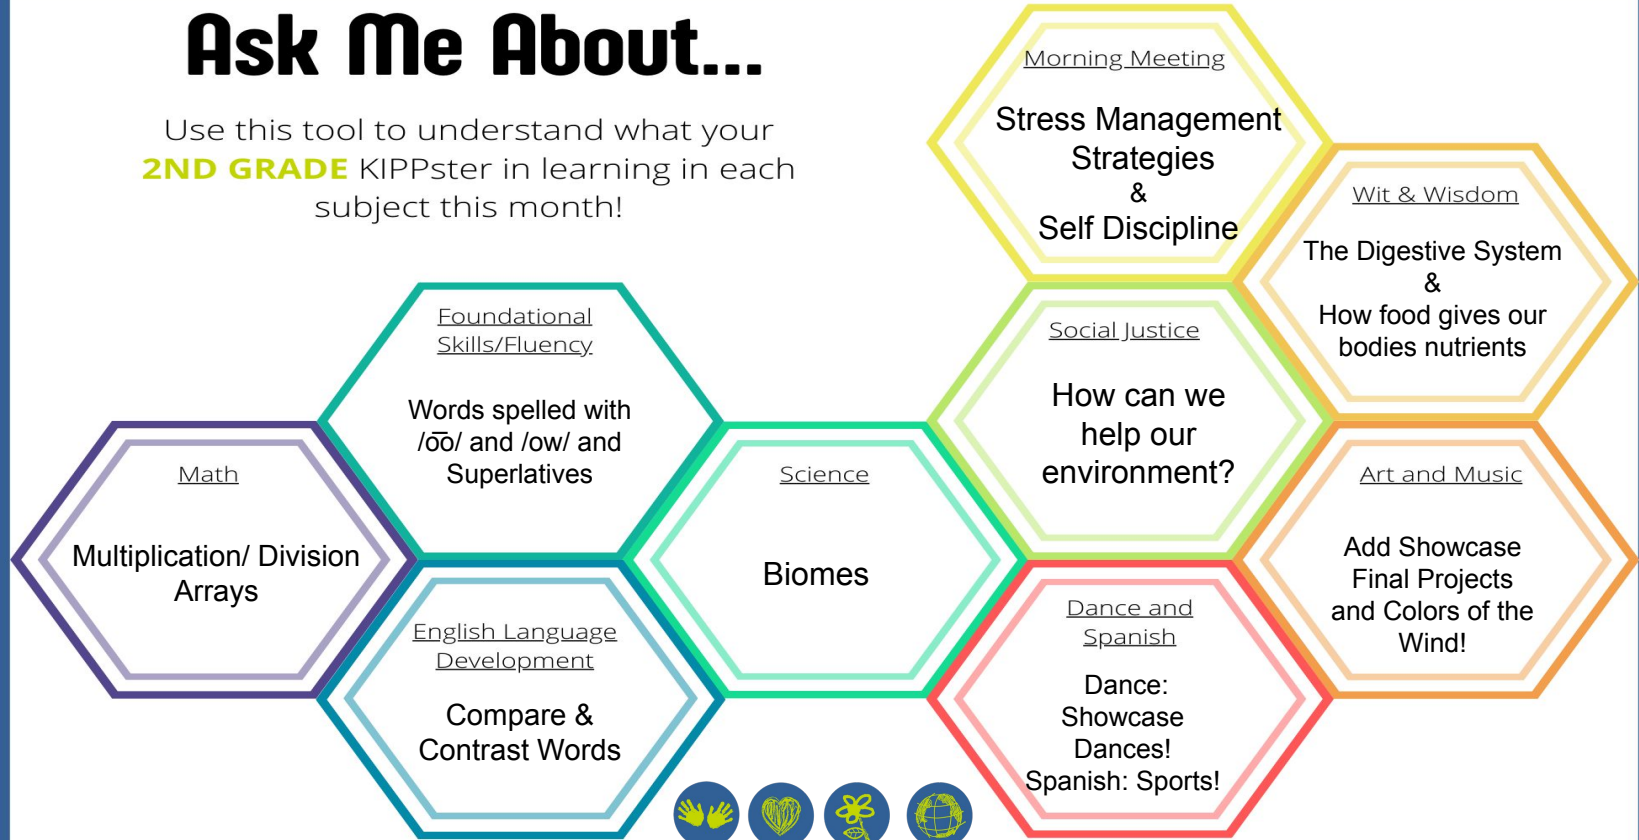 Ask Me About...
Use this tool to understand what your
2ND GRADE KIPPster in learning in each
subject this month!
Morning Meeting
Stress Management
Strategies
&
Self Discipline
Wit & Wisdom
The Digestive System
&
How food gives our
bodies nutrients
Foundational
Skills/Fluency
Words spelled with
/o͞o/ and /ow/ and
Superlatives
Social Justice
How can we
help our
environment?
Math
Multiplication/ Division
Arrays
Science
Biomes
Art and Music
Add Showcase
Final Projects
and Colors of the
Wind!
English Language
Development
Compare &
Contrast Words
Dance and
Spanish
Dance:
Showcase
Dances!
Spanish: Sports!